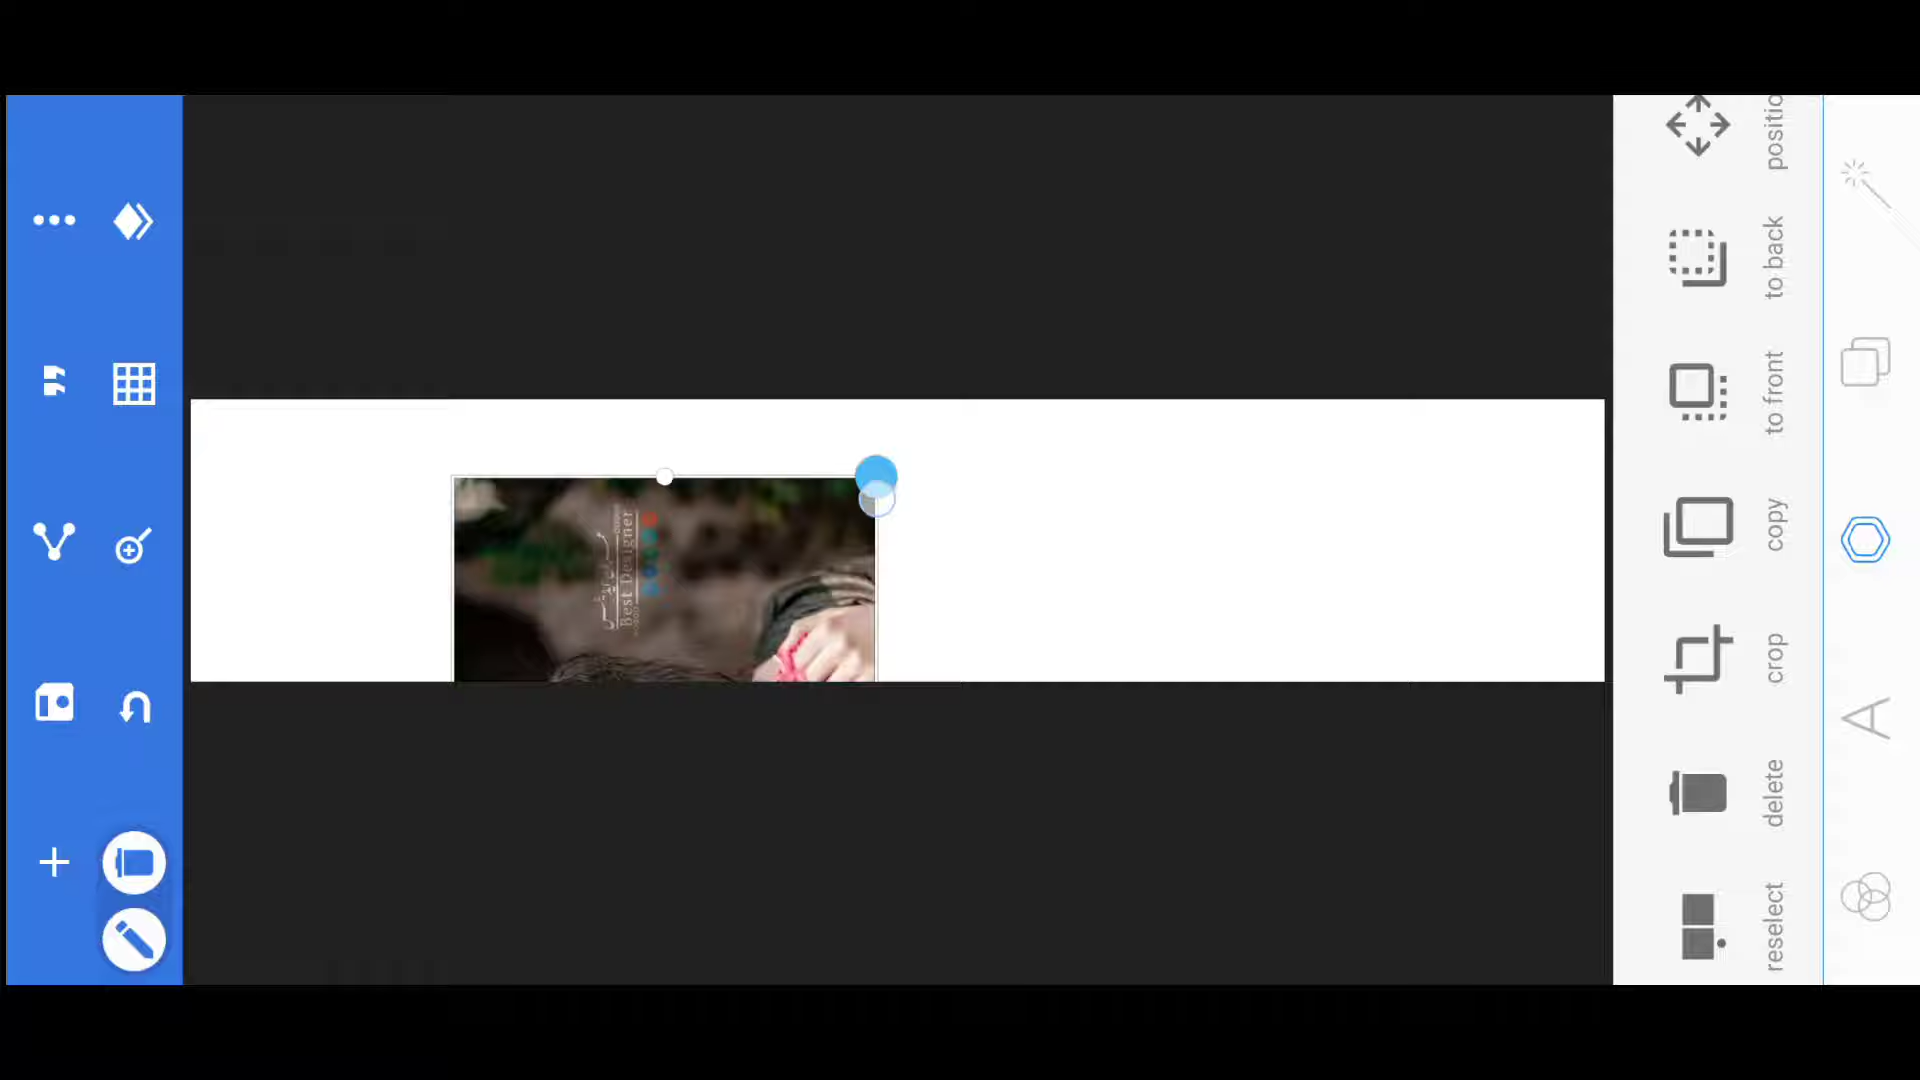 reselect
delete
crop
copy
to front
to back
positio
Best Designer